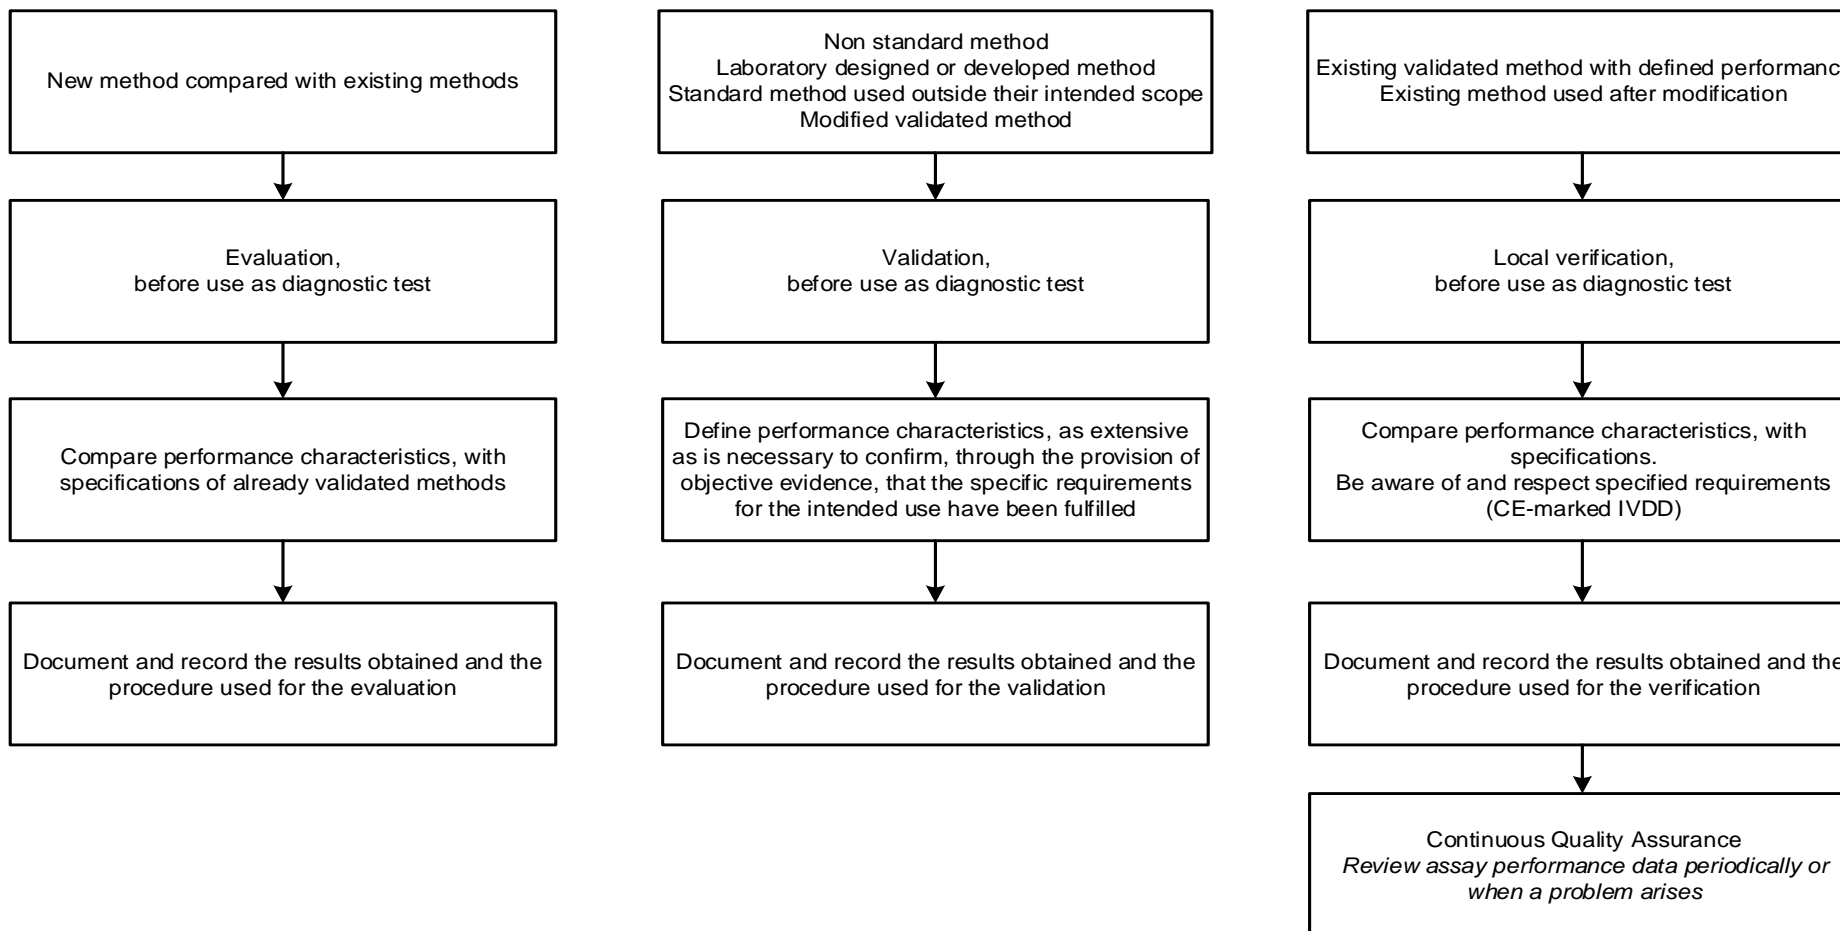 New method compared with existing methods
Evaluation,
before use as diagnostic test
Compare performance characteristics, with
specifications of already validated methods
Document and record the results obtained and the
procedure used for the evaluation
Non standard method
Laboratory designed or developed method
Standard method used outside their intended scope
Modified validated method
Validation,
before use as diagnostic test
Define performance characteristics, as extensive
as is necessary to confirm, through the provision of
objective evidence, that the specific requirements
for the intended use have been fulfilled
Document and record the results obtained and the
procedure used for the validation
Existing validated method with defined performanc
Existing method used after modification
Local verification,
before use as diagnostic test
Compare performance characteristics, with
specifications.
Be aware of and respect specified requirements
(CE-marked IVDD)
Document and record the results obtained and the
procedure used for the verification
Continuous Quality Assurance
Review assay performance data periodically or
when a problem arises